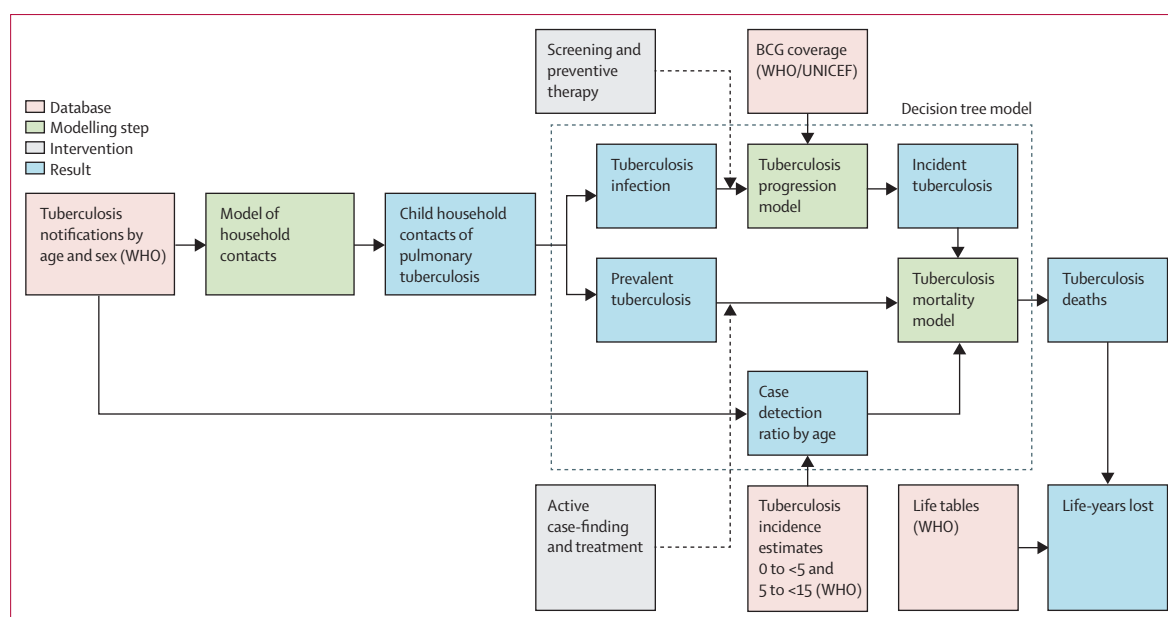 Database
Modelling step
Intervention
Result
Screening and
preventive
therapy
BCG coverage
(WHO/UNICEF)
Decision tree model
Tuberculosis
notifications by
age and sex (WHO)
Model of
household
contacts
Child household
contacts of
pulmonary
tuberculosis
Tuberculosis
infection
Tuberculosis
progression
model
Incident
tuberculosis
Prevalent
tuberculosis
Tuberculosis
mortality
model
Tuberculosis
deaths
Case
detection
ratio by age
Active
case-finding
and treatment
Tuberculosis
incidence
estimates
0 to <5 and
5 to <15 (WHO)
Life tables
(WHO)
Life-years lost